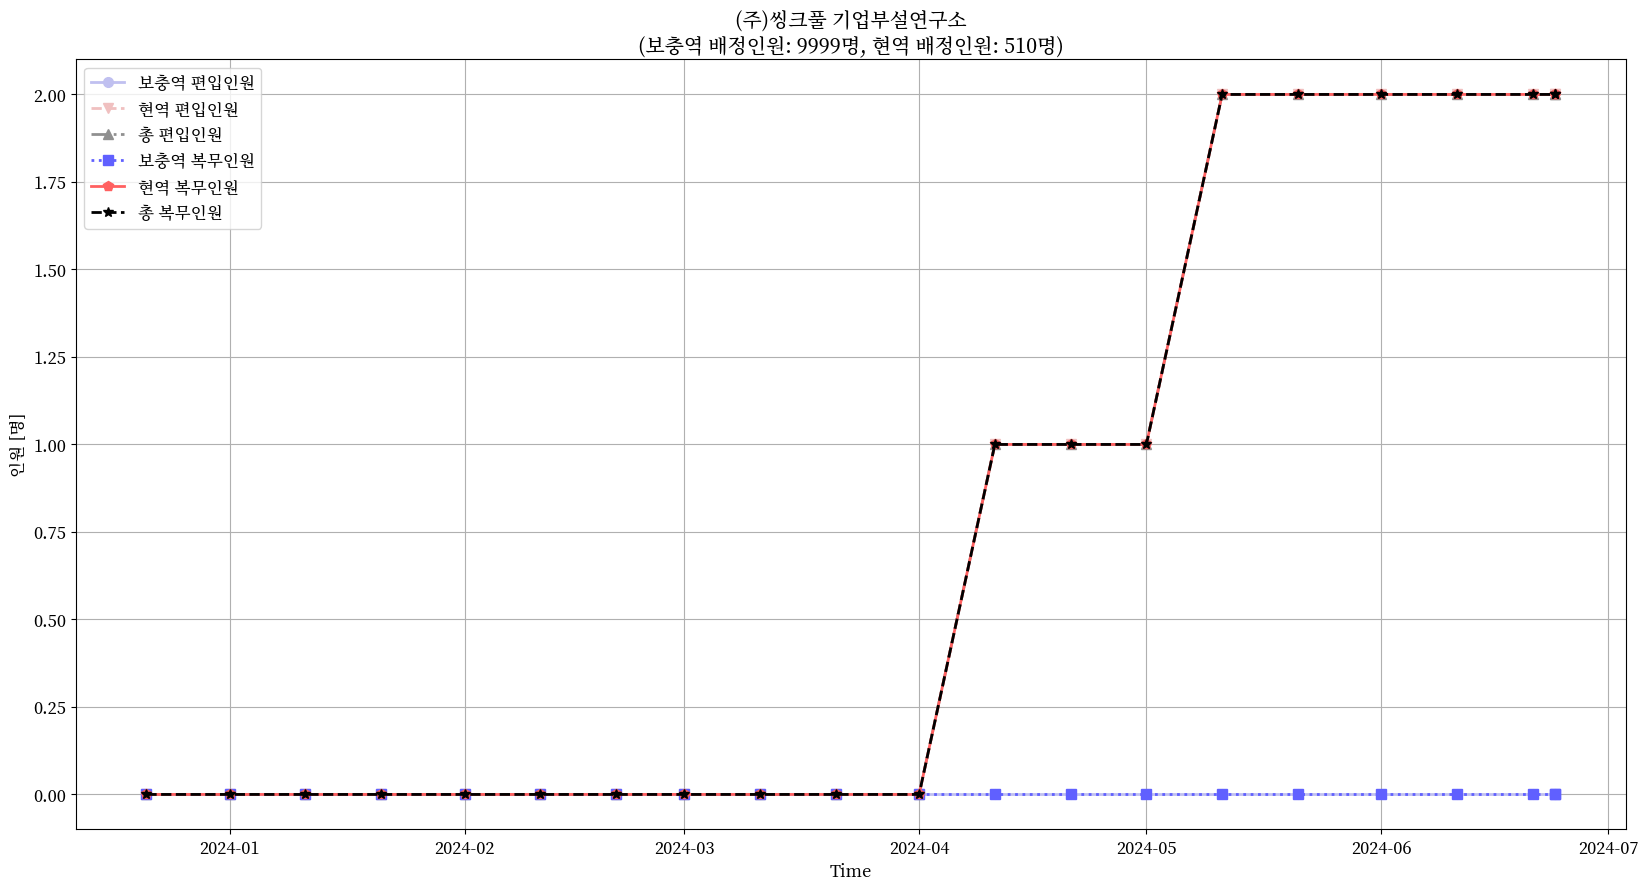 (주)씽크풀 기업부설연구소
(보충역 배정인원: 9999명, 현역 배정인원: 510명)
보충역 편입인원
현역 편입인원
총 편입인원
보충역 복무인원
현역 복무인원
총 복무인원
2.00
1.75
1.50
1.25
1.00
0.75
0.50
0.25
0.00
인원 [명]
2024-01 2024-02 2024-03 2024-04 2024-05 2024-06 2024-07
Time